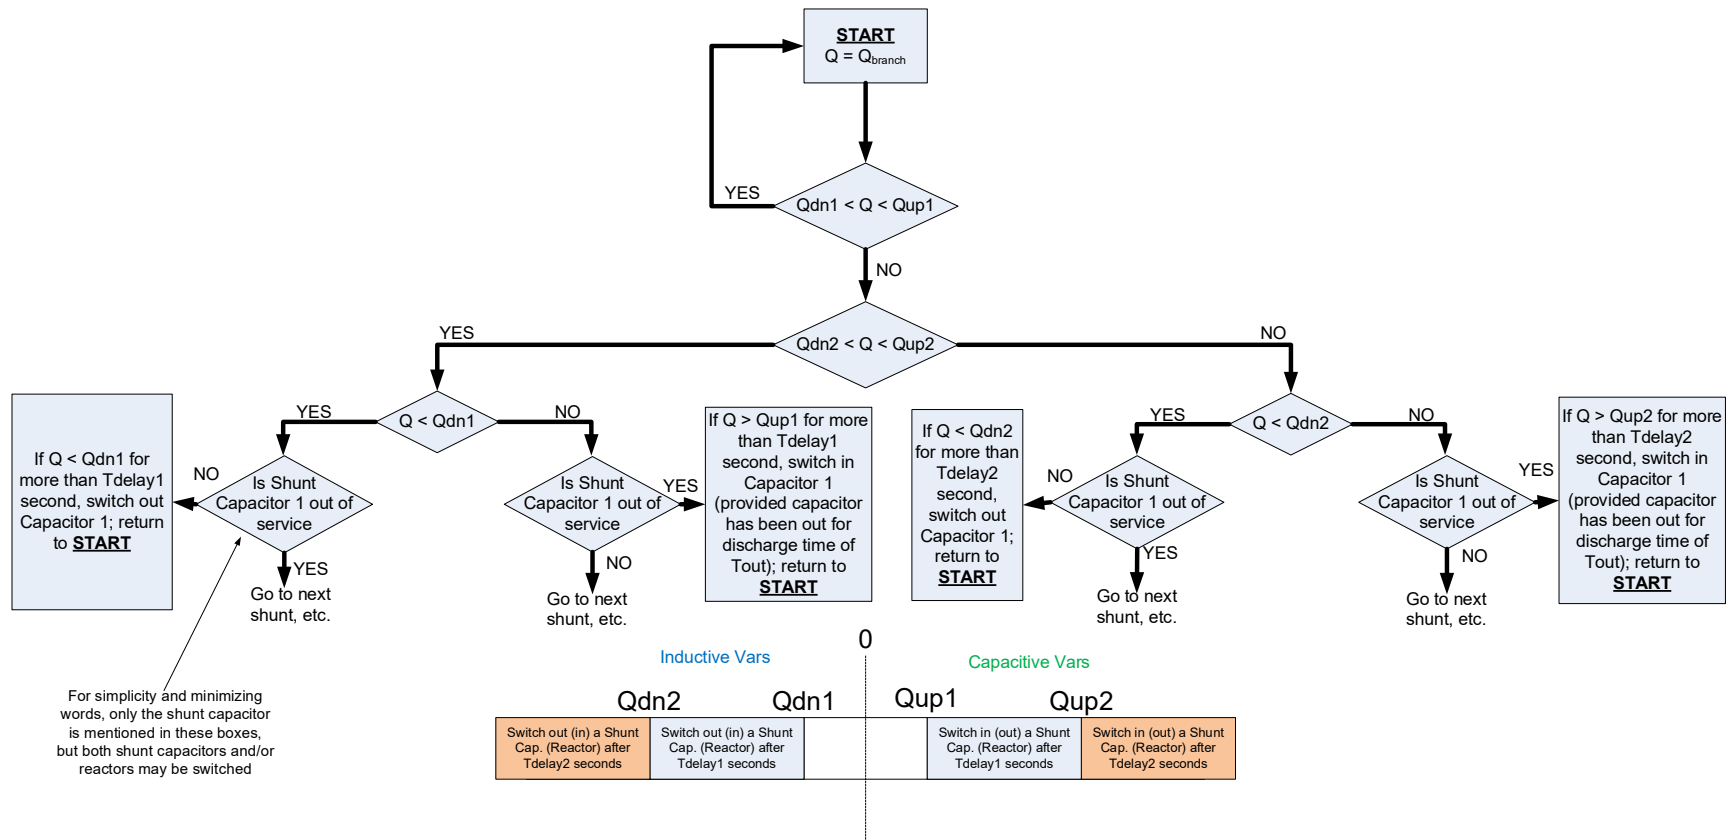 START
Q = Qbranch
YES
Qdn1 < Q < Qup1
NO
YES
Qdn2 < Q < Qup2
NO
YES
Q < Qdn1
NO
If Q < Qdn1 for
more than Tdelay1
second, switch out
Capacitor 1; return
to START
NO
Is Shunt
Capacitor 1 out of
service
YES
Go to next
shunt, etc.
Is Shunt
Capacitor 1 out of
service
YES
NO
Go to next
shunt, etc.
If Q > Qup1 for more
than Tdelay1
second, switch in
Capacitor 1
(provided capacitor
has been out for
discharge time of
Tout); return to
START
If Q < Qdn2
for more than
Tdelay2
second,
switch out
Capacitor 1;
return to
START
YES
Q < Qdn2
NO
NO
Is Shunt
Capacitor 1 out of
service
YES
Go to next
shunt, etc.
Is Shunt
Capacitor 1 out of
service
YES
NO
Go to next
shunt, etc.
If Q > Qup2 for more
than Tdelay2
second, switch in
Capacitor 1
(provided capacitor
has been out for
discharge time of
Tout); return to
START
For simplicity and minimizing
words, only the shunt capacitor
is mentioned in these boxes,
but both shunt capacitors and/or
reactors may be switched
0
Inductive Vars
Capacitive Vars
Qdn2
Qdn1
Qup1
Qup2
Switch out (in) a Shunt
Cap. (Reactor) after
Tdelay2 seconds
Switch out (in) a Shunt
Cap. (Reactor) after
Tdelay1 seconds
Switch in (out) a Shunt
Cap. (Reactor) after
Tdelay1 seconds
Switch in (out) a Shunt
Cap. (Reactor) after
Tdelay2 seconds